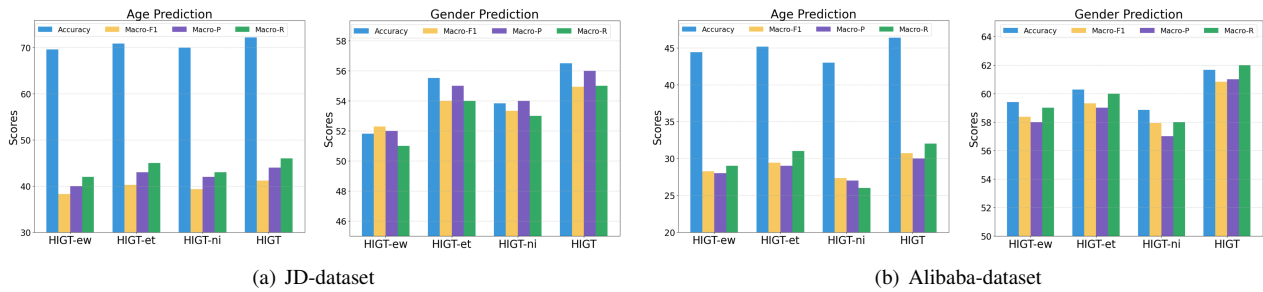 Age Prediction
Accuracy Macro-F1 Macro-P Macro-R
Scores
70
60
50
40
30
HIGT-ew HIGT-et HIGT-ni HIGT
Gender Prediction
Accuracy Macro-F1 Macro-P Macro-R
Scores
58
56
54
52
50
48
46
HIGT-ew HIGT-et HIGT-ni HIGT
(a) JD-dataset
Age Prediction
Accuracy Macro-F1 Macro-P Macro-R
Scores
45
40
35
30
25
20
HIGT-ew HIGT-et HIGT-ni HIGT
Gender Prediction
Accuracy Macro-F1 Macro-P Macro-R
Scores
64
62
60
58
56
54
52
50
HIGT-ew HIGT-et HIGT-ni HIGT
(b) Alibaba-dataset